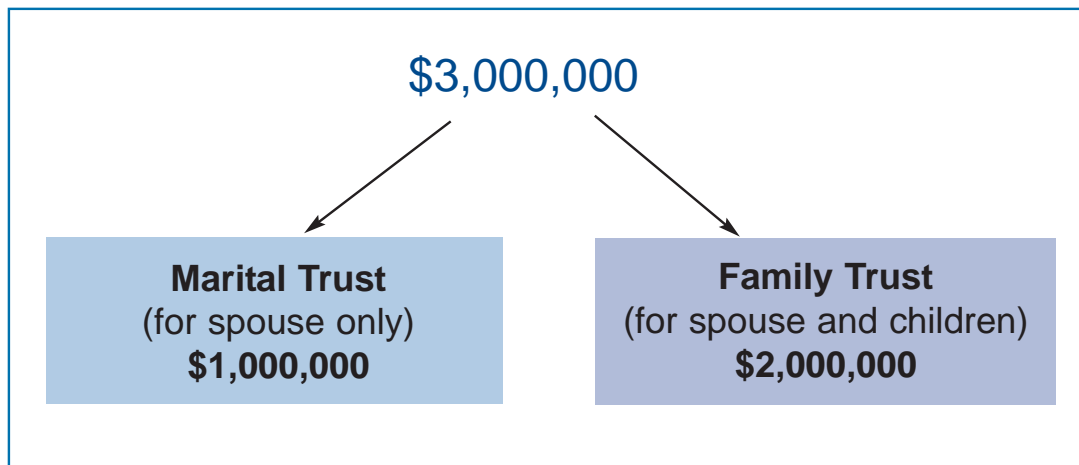 $3,000,000
Marital Trust
(for spouse only)
$1,000,000
Family Trust
(for spouse and children)
$2,000,000